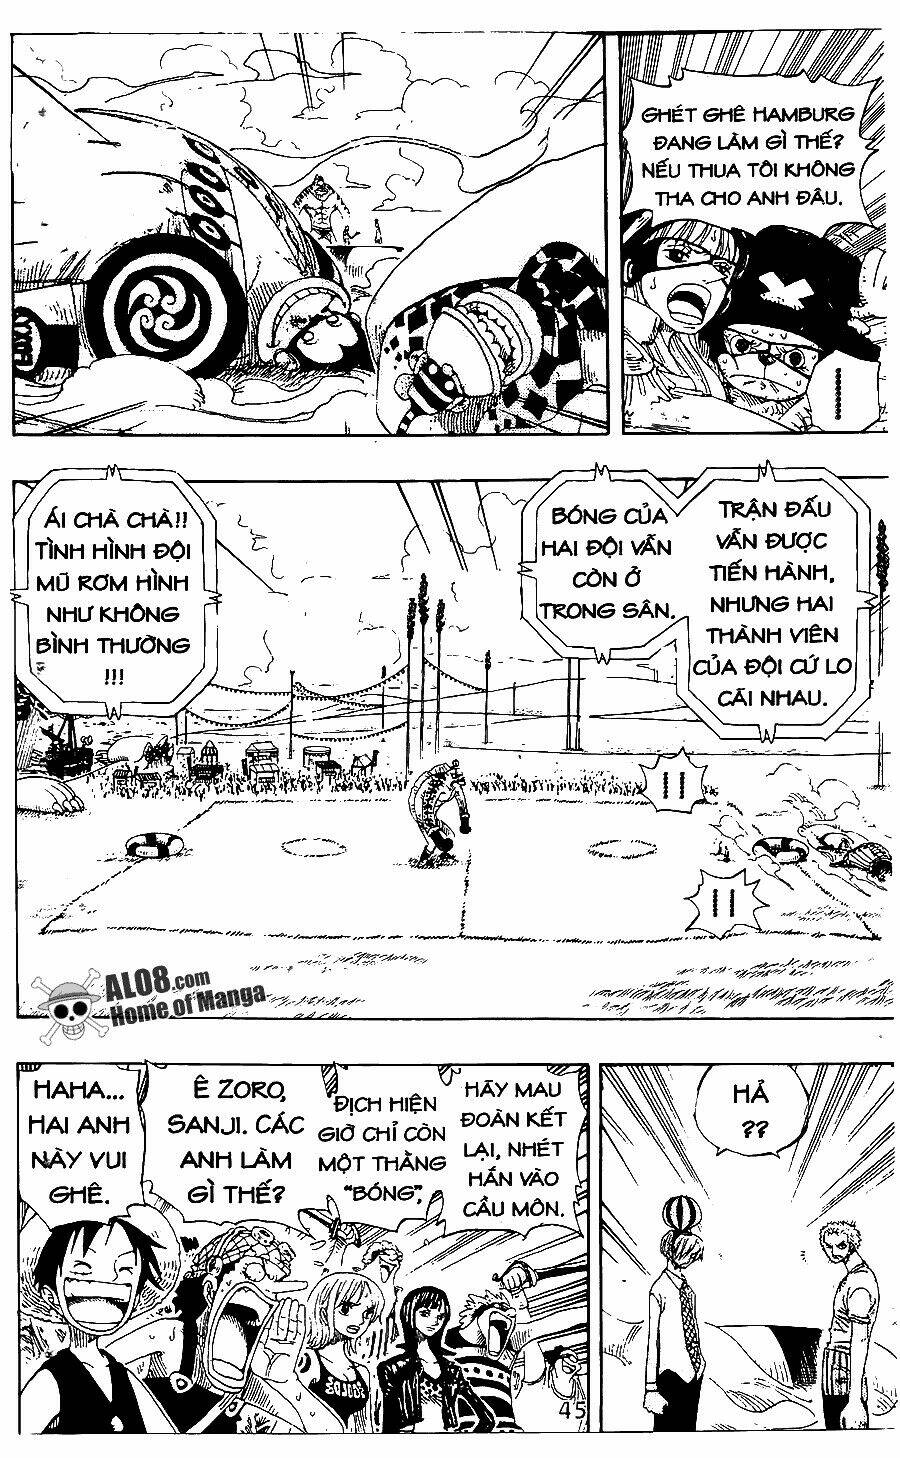 GHÉT GHÊ HAMBURG
ĐANG LÀM GÌ THẾ?
NẾU THUA TÔI KHÔNG
THA CHO ANH ĐÂU.
FOXY
TRẬN ĐẤU
VẪN ĐƯỢC
TIẾN HÀNH,
NHƯNG HAI
THÀNH VIÊN
CỦA ĐỘI CỨ LO
CÃI NHAU.
BÓNG CỦA
HAI ĐỘI VẪN
CÒN Ở
TRONG SÂN.
ÁI CHÀ CHÀ!!
TÌNH HÌNH ĐỘI
MŨ RƠM HÌNH
NHƯ KHÔNG
BÌNH THƯỜNG
!!!
ALO8.com
Home of Manga
HẢ
??
HÃY MAU
ĐOÀN KẾT
LẠI, NHÉT
HẮN VÀO
CẦU MÔN.
ĐỊCH HIỆN
GIỜ CHỈ CÒN
MỘT THẰNG
"BÓNG",
Ê ZORO,
SANJI. CÁC
ANH LÀM
GÌ THẾ?
HAHA...
HAI ANH
NÀY VUI
GHÊ.
45